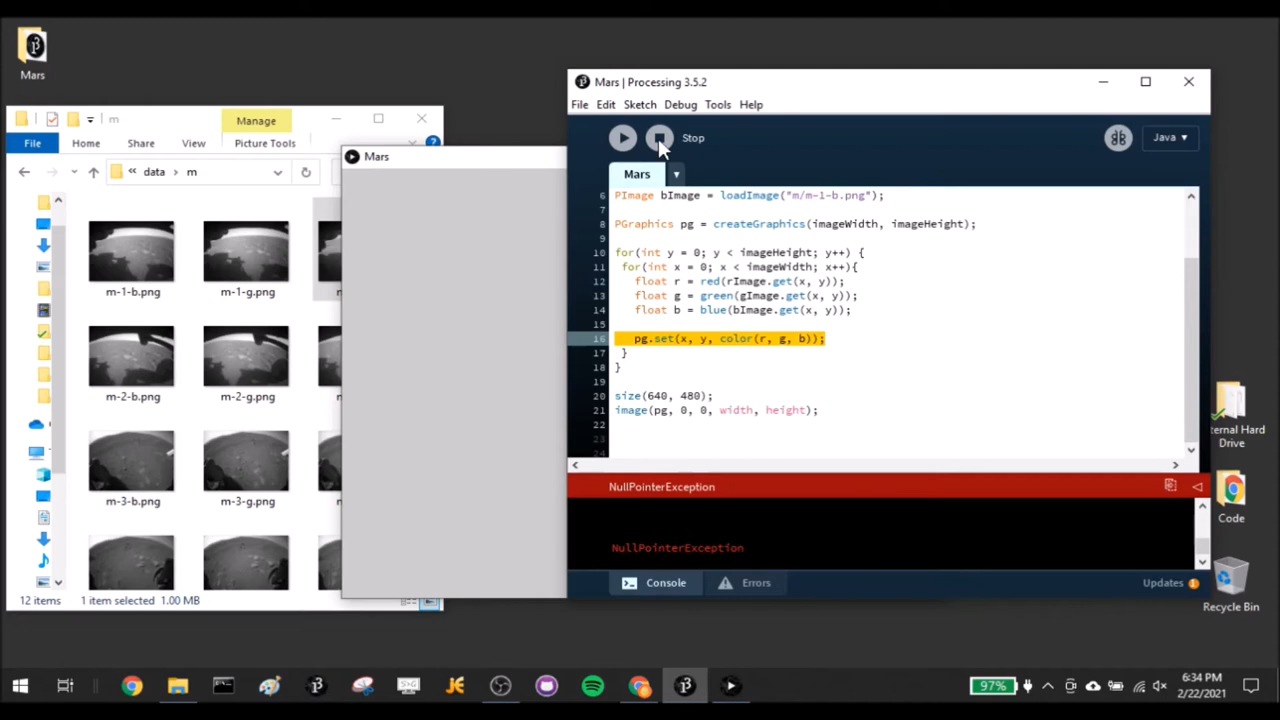 Mars
m
Manage
File
Home
Share
View
Picture Tools
data
m
m-1-b.png
m-1-g.png
m-2-b.png
m-2-g.png
m-3-b.png
m-3-g.png
12 items
1 item selected 1.00 MB
Mars
Mars | Processing 3.5.2
File Edit Sketch Debug Tools Help
Stop
Java
Mars
6 PImage bImage = loadImage("m/m-1-b.png");
7
8 PGraphics pg = createGraphics(imageWidth, imageHeight);
9
10 for(int y = 0; y < imageHeight; y++) {
11 for(int x = 0; x < imageWidth; x++){
12 float r = red(rImage.get(x, y));
13 float g = green(gImage.get(x, y));
14 float b = blue(bImage.get(x, y));
15
16 pg.set(x, y, color(r, g, b));
17 }
18 }
19
20 size(640, 480);
21 image(pg, 0, 0, width, height);
22
23
24
NullPointerException
NullPointerException
Console
Errors
Updates 1
ternal Hard
Drive
Code
Recycle Bin
97%
6:34 PM
2/22/2021